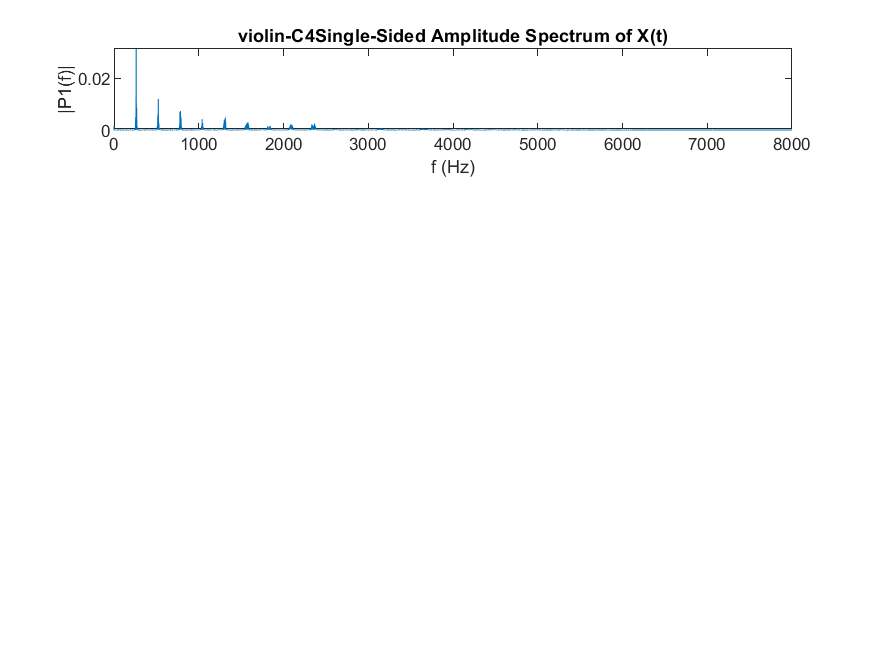 violin-C4Single-Sided Amplitude Spectrum of X(t)
|P1(f)|
0.02
0
0 1000 2000 3000 4000 5000 6000 7000 8000
f (Hz)